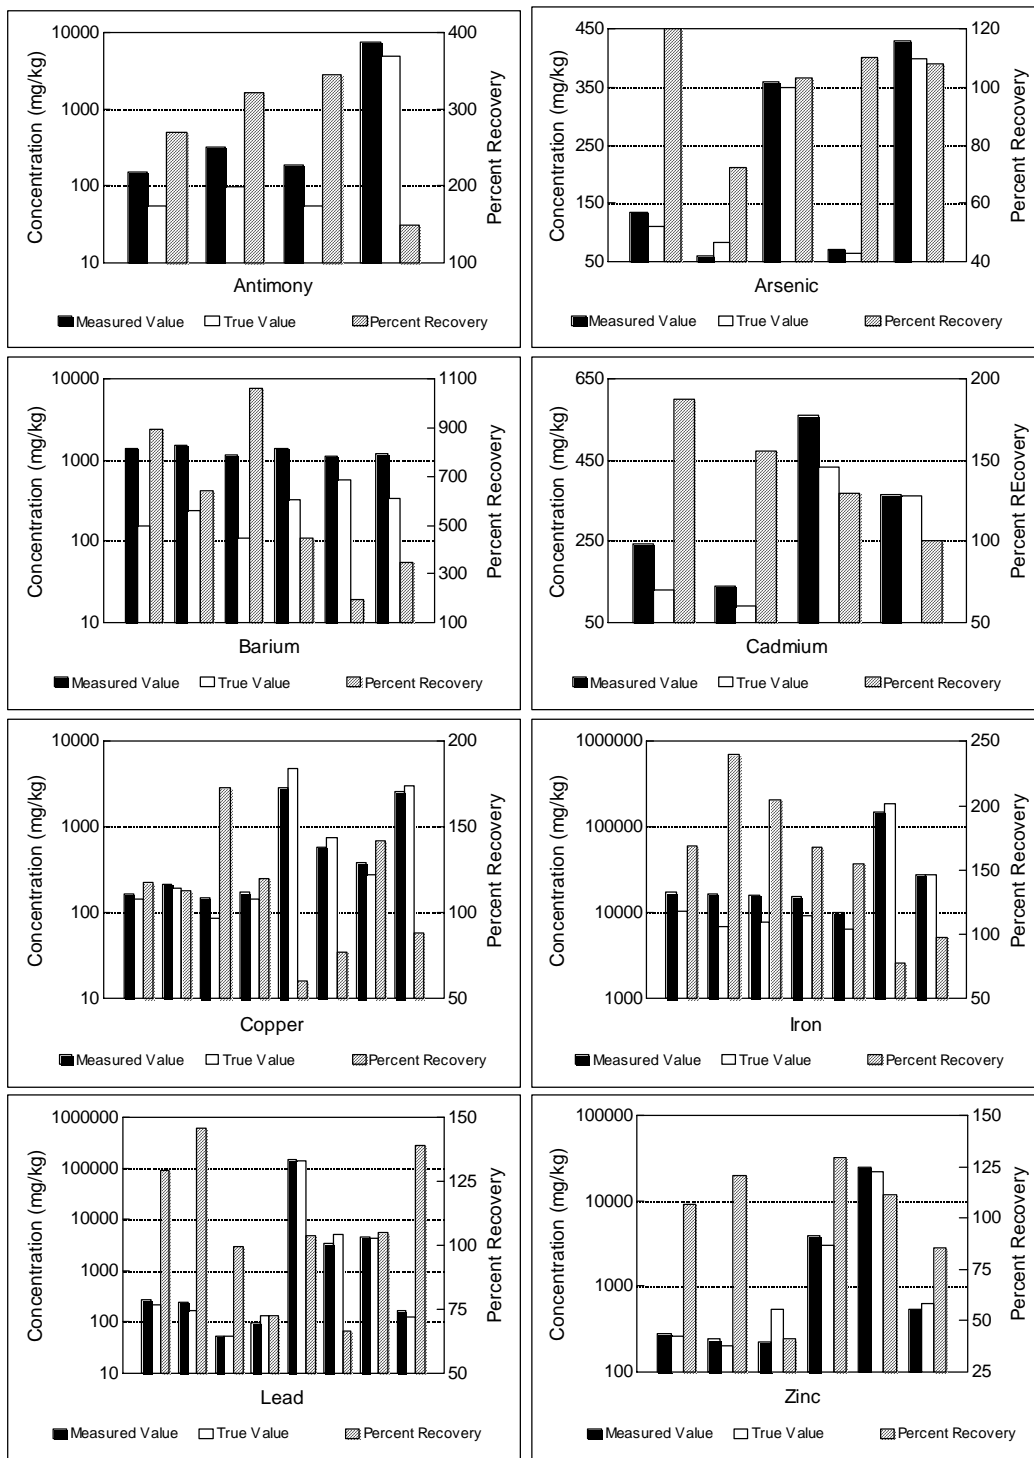 10000
1000
100
10
Concentration (mg/kg)
400
300
200
100
Percent Recovery
Antimony
Measured Value True Value Percent Recovery
450
350
250
150
50
Concentration (mg/kg)
120
100
80
60
40
Percent Recovery
Arsenic
Measured Value True Value Percent Recovery
10000
1000
100
10
Concentration (mg/kg)
1100
900
700
500
300
100
Percent Recovery
Barium
Measured Value True Value Percent Recovery
650
450
250
50
Concentration (mg/kg)
200
150
100
50
Percent REcovery
Cadmium
Measured Value True Value Percent Recovery
10000
1000
100
10
Concentration (mg/kg)
200
150
100
50
Percent Recovery
Copper
Measured Value True Value Percent Recovery
1000000
100000
10000
1000
Concentration (mg/kg)
250
200
150
100
50
Percent Recovery
Iron
Measured Value True Value Percent Recovery
1000000
100000
10000
1000
100
10
Concentration (mg/kg)
150
125
100
75
50
Percent Recovery
Lead
Measured Value True Value Percent Recovery
100000
10000
1000
100
Concentration (mg/kg)
150
125
100
75
50
25
Percent Recovery
Zinc
Measured Value True Value Percent Recovery